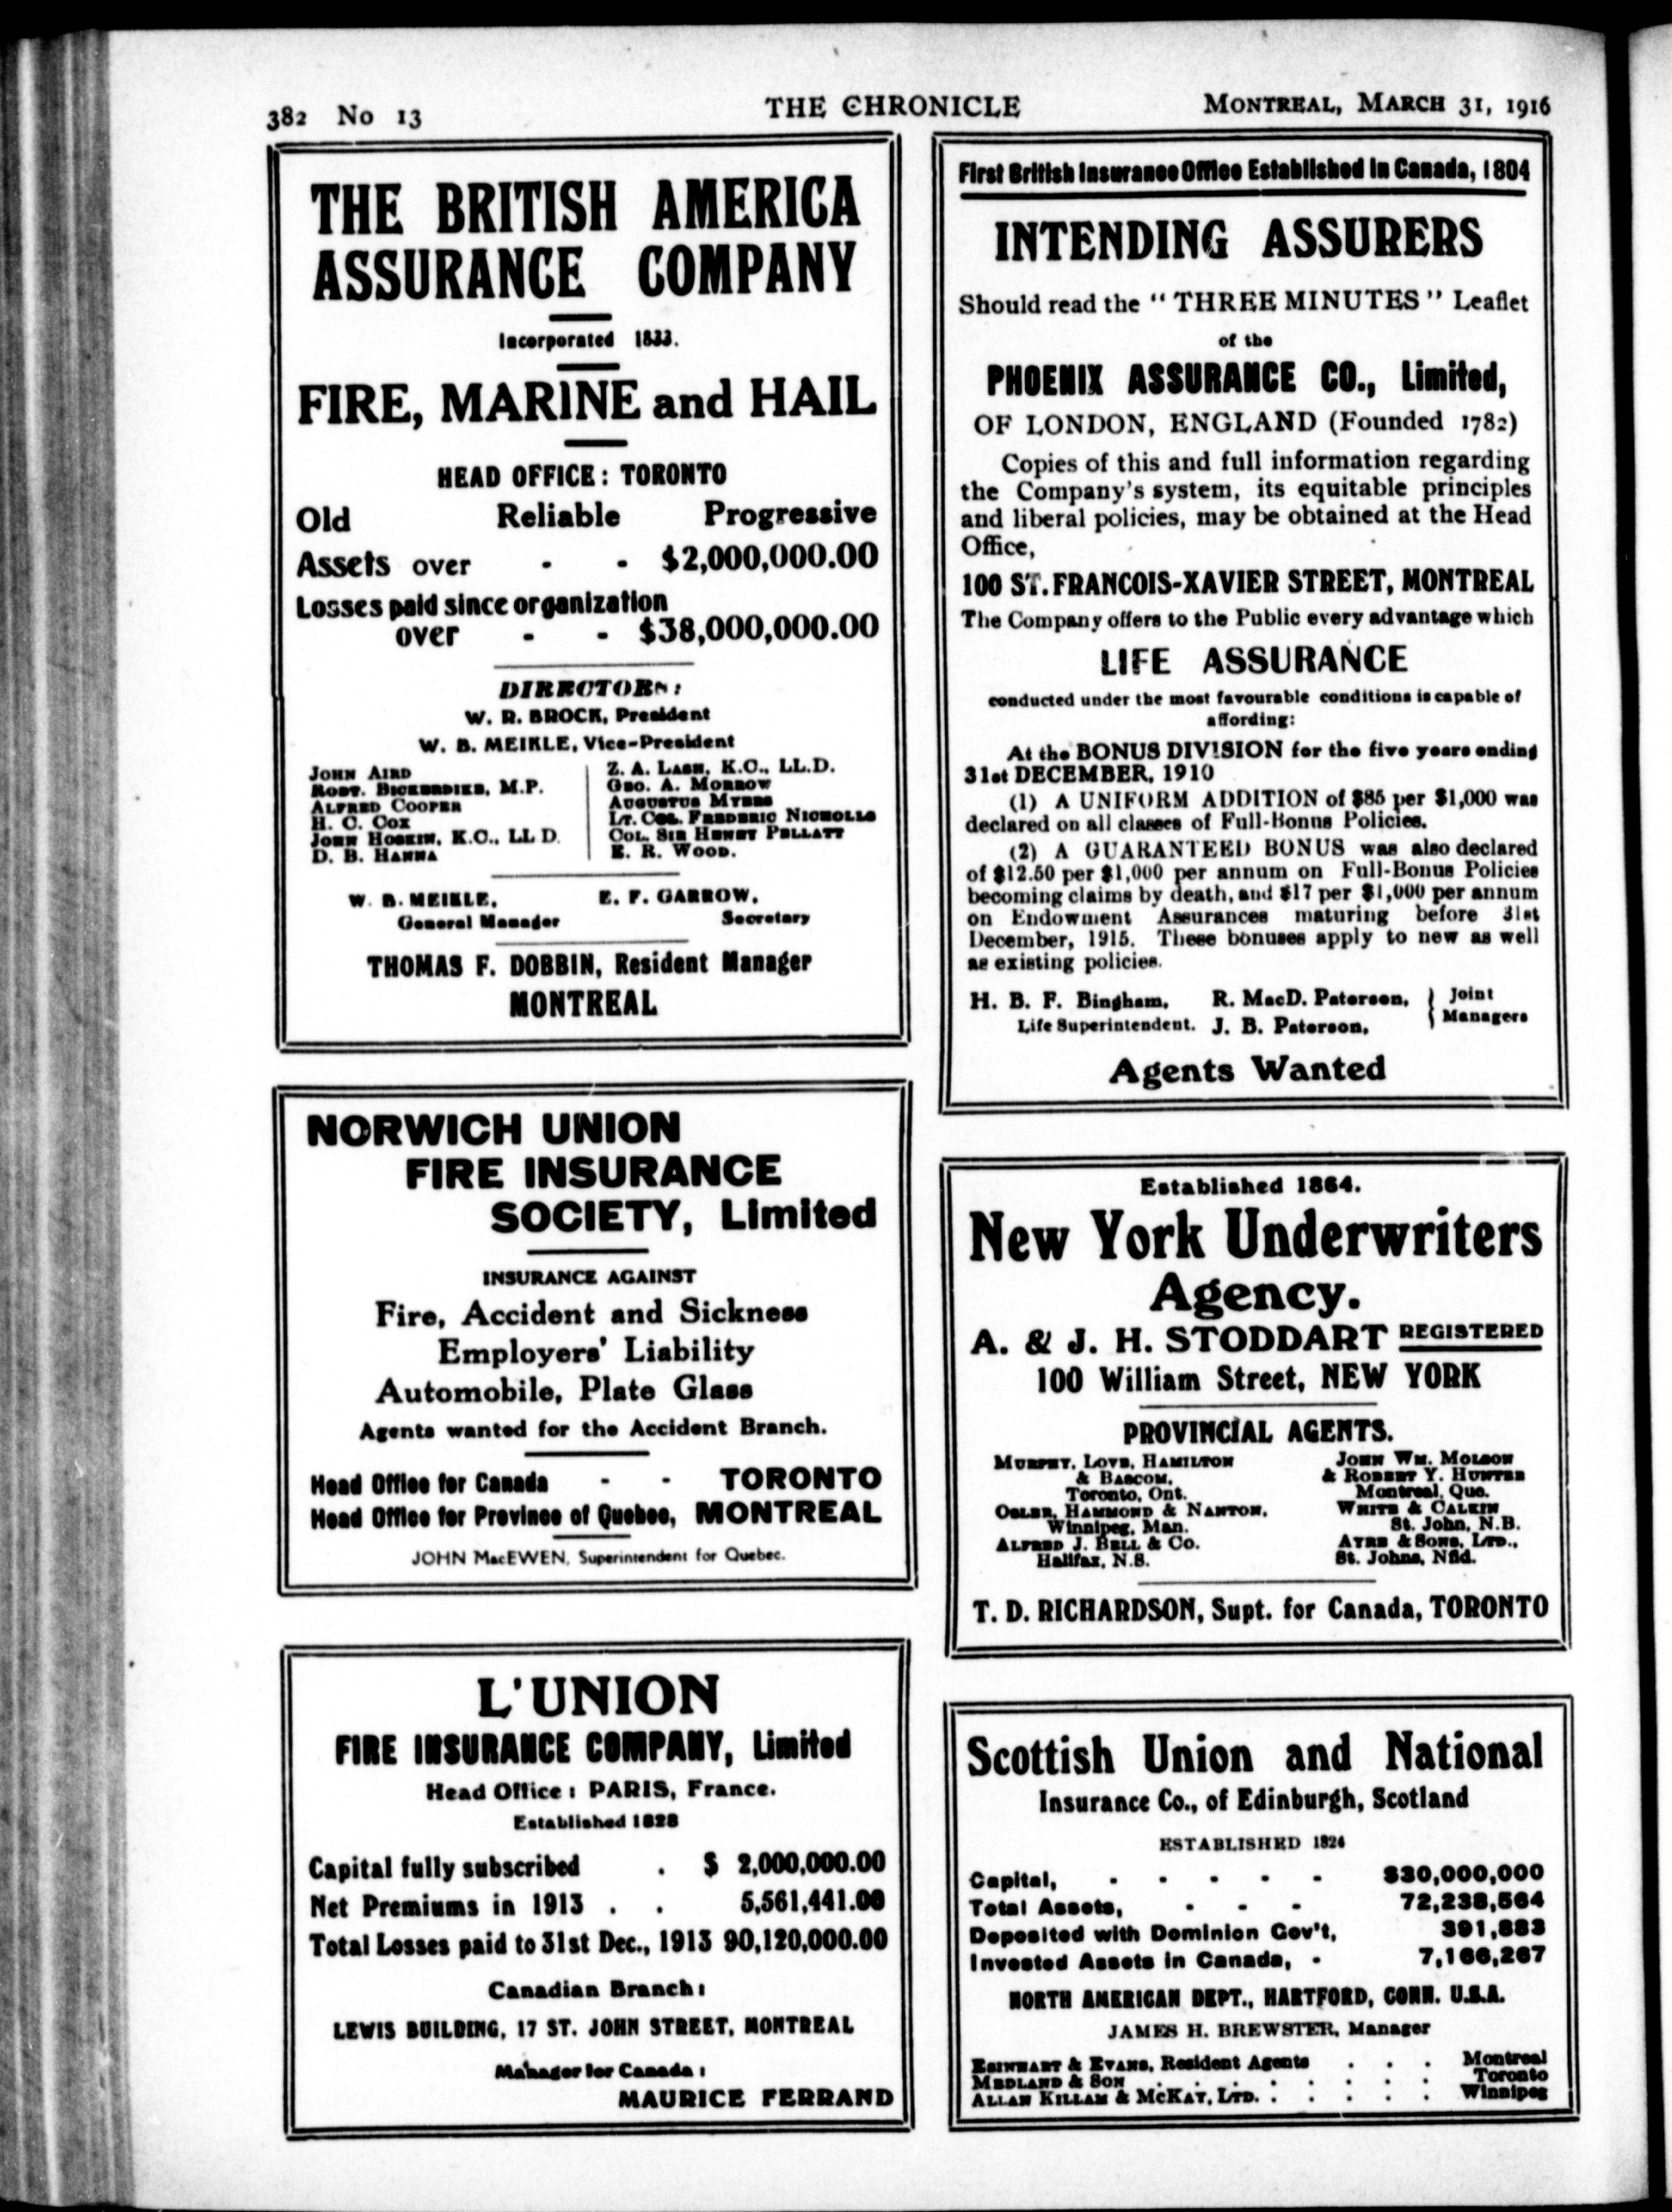 382 No 13
THE CHRONICLE
MONTREAL, MARCH 31, 1916
THE BRITISH AMERICA
ASSURANCE COMPANY
Incorporated 1833.
FIRE, MARINE and HAIL
HEAD OFFICE: TORONTO
Old Reliable Progressive
Assets over - - $2,000,000.00
Losses paid since organization
over - - $38,000,000.00
DIRECTORS:
W. R. BROCK, President
W. B. MEIKLE, Vice-President
JOHN AIRD
ROBT. BICKERDIKE, M.P.
ALFRED COOPER
H. C. COX
JOHN HOSKIN, K.C., LL D.
D. B. HANNA
Z. A. LASH, K.C., LL.D.
GEO. A. MORROW
AUGUSTUS MYERS
LT. COL. FREDERIC NICHOLLS
COL. SIR HENRY PELLATT
E. R. WOOD.
W. B. MEIKLE, E. F. GARROW,
General Manager Secretary
THOMAS F. DOBBIN, Resident Manager
MONTREAL
NORWICH UNION
FIRE INSURANCE
SOCIETY, Limited
INSURANCE AGAINST
Fire, Accident and Sickness
Employers' Liability
Automobile, Plate Glass
Agents wanted for the Accident Branch.
Head Office for Canada - - TORONTO
Head Office for Province of Quebec, MONTREAL
JOHN MacEWEN, Superintendent for Quebec.
L'UNION
FIRE INSURANCE COMPANY, Limited
Head Office: PARIS, France.
Established 1828
Capital fully subscribed . $ 2,000,000.00
Net Premiums in 1913 . . 5,561,441.00
Total Losses paid to 31st Dec., 1913 90,120,000.00
Canadian Branch:
LEWIS BUILDING, 17 ST. JOHN STREET, MONTREAL
Manager for Canada:
MAURICE FERRAND
First British Insurance Office Established in Canada, 1804
INTENDING ASSURERS
Should read the "THREE MINUTES" Leaflet
of the
PHOENIX ASSURANCE CO., Limited,
OF LONDON, ENGLAND (Founded 1782)
Copies of this and full information regarding
the Company's system, its equitable principles
and liberal policies, may be obtained at the Head
Office,
100 ST. FRANCOIS-XAVIER STREET, MONTREAL
The Company offers to the Public every advantage which
LIFE ASSURANCE
conducted under the most favourable conditions is capable of
affording:
At the BONUS DIVISION for the five years ending
31st DECEMBER, 1910
(1) A UNIFORM ADDITION of $85 per $1,000 was
declared on all classes of Full-Bonus Policies.
(2) A GUARANTEED BONUS was also declared
of $12.50 per $1,000 per annum on Full-Bonus Policies
becoming claims by death, and $17 per $1,000 per annum
on Endowment Assurances maturing before 31st
December, 1915. These bonuses apply to new as well
as existing policies.
H. B. F. Bingham, R. MacD. Paterson, } Joint
Life Superintendent. J. B. Paterson, } Managers
Agents Wanted
Established 1864.
New York Underwriters
Agency.
A. & J. H. STODDART REGISTERED
100 William Street, NEW YORK
PROVINCIAL AGENTS.
MURPHY, LOVE, HAMILTON
& BASCOM,
Toronto, Ont.
OSLER, HAMMOND & NANTON,
Winnipeg, Man.
ALFRED J. BELL & CO.
Halifax, N.S.
JOHN WM. MOLSON
& ROBERT Y. HUNTER
Montreal, Que.
WHITE & CALKIN
St. John, N.B.
AYRE & SONS, LTD.,
St. Johns, Nfld.
T. D. RICHARDSON, Supt. for Canada, TORONTO
Scottish Union and National
Insurance Co., of Edinburgh, Scotland
ESTABLISHED 1824
Capital, - - - - - $30,000,000
Total Assets, - - - 72,238,564
Deposited with Dominion Gov't, 391,883
Invested Assets in Canada, - 7,166,267
NORTH AMERICAN DEPT., HARTFORD, CONN. U.S.A.
JAMES H. BREWSTER, Manager
ESINHART & EVANS, Resident Agents . . . Montreal
MEDLAND & SON . . . . . . Toronto
ALLAN KILLAM & MCKAY, LTD. . . . . . Winnipeg